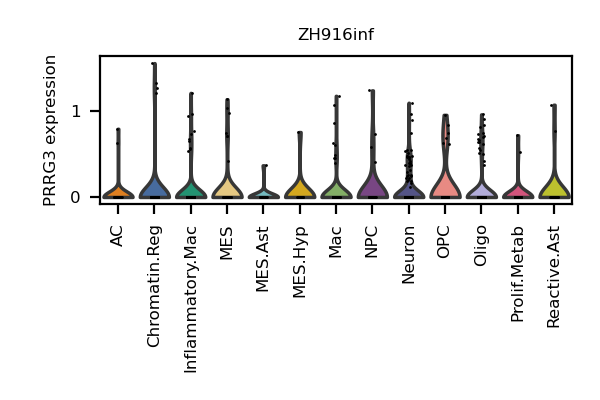 ZH916inf
PRRG3 expression
1
0
AC
Chromatin.Reg
Inflammatory.Mac
MES
MES.Ast
MES.Hyp
Mac
NPC
Neuron
OPC
Oligo
Prolif.Metab
Reactive.Ast